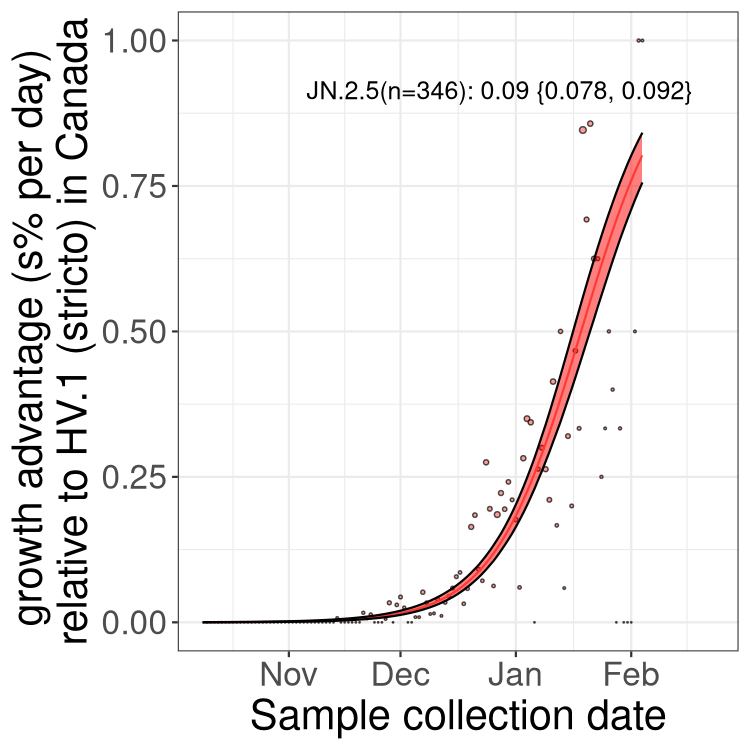 growth advantage (s% per day)
relative to HV.1 (stricto) in Canada
1.00
0.75
0.50
0.25
0.00
JN.2.5(n=346): 0.09 {0.078, 0.092}
Nov Dec Jan Feb
Sample collection date